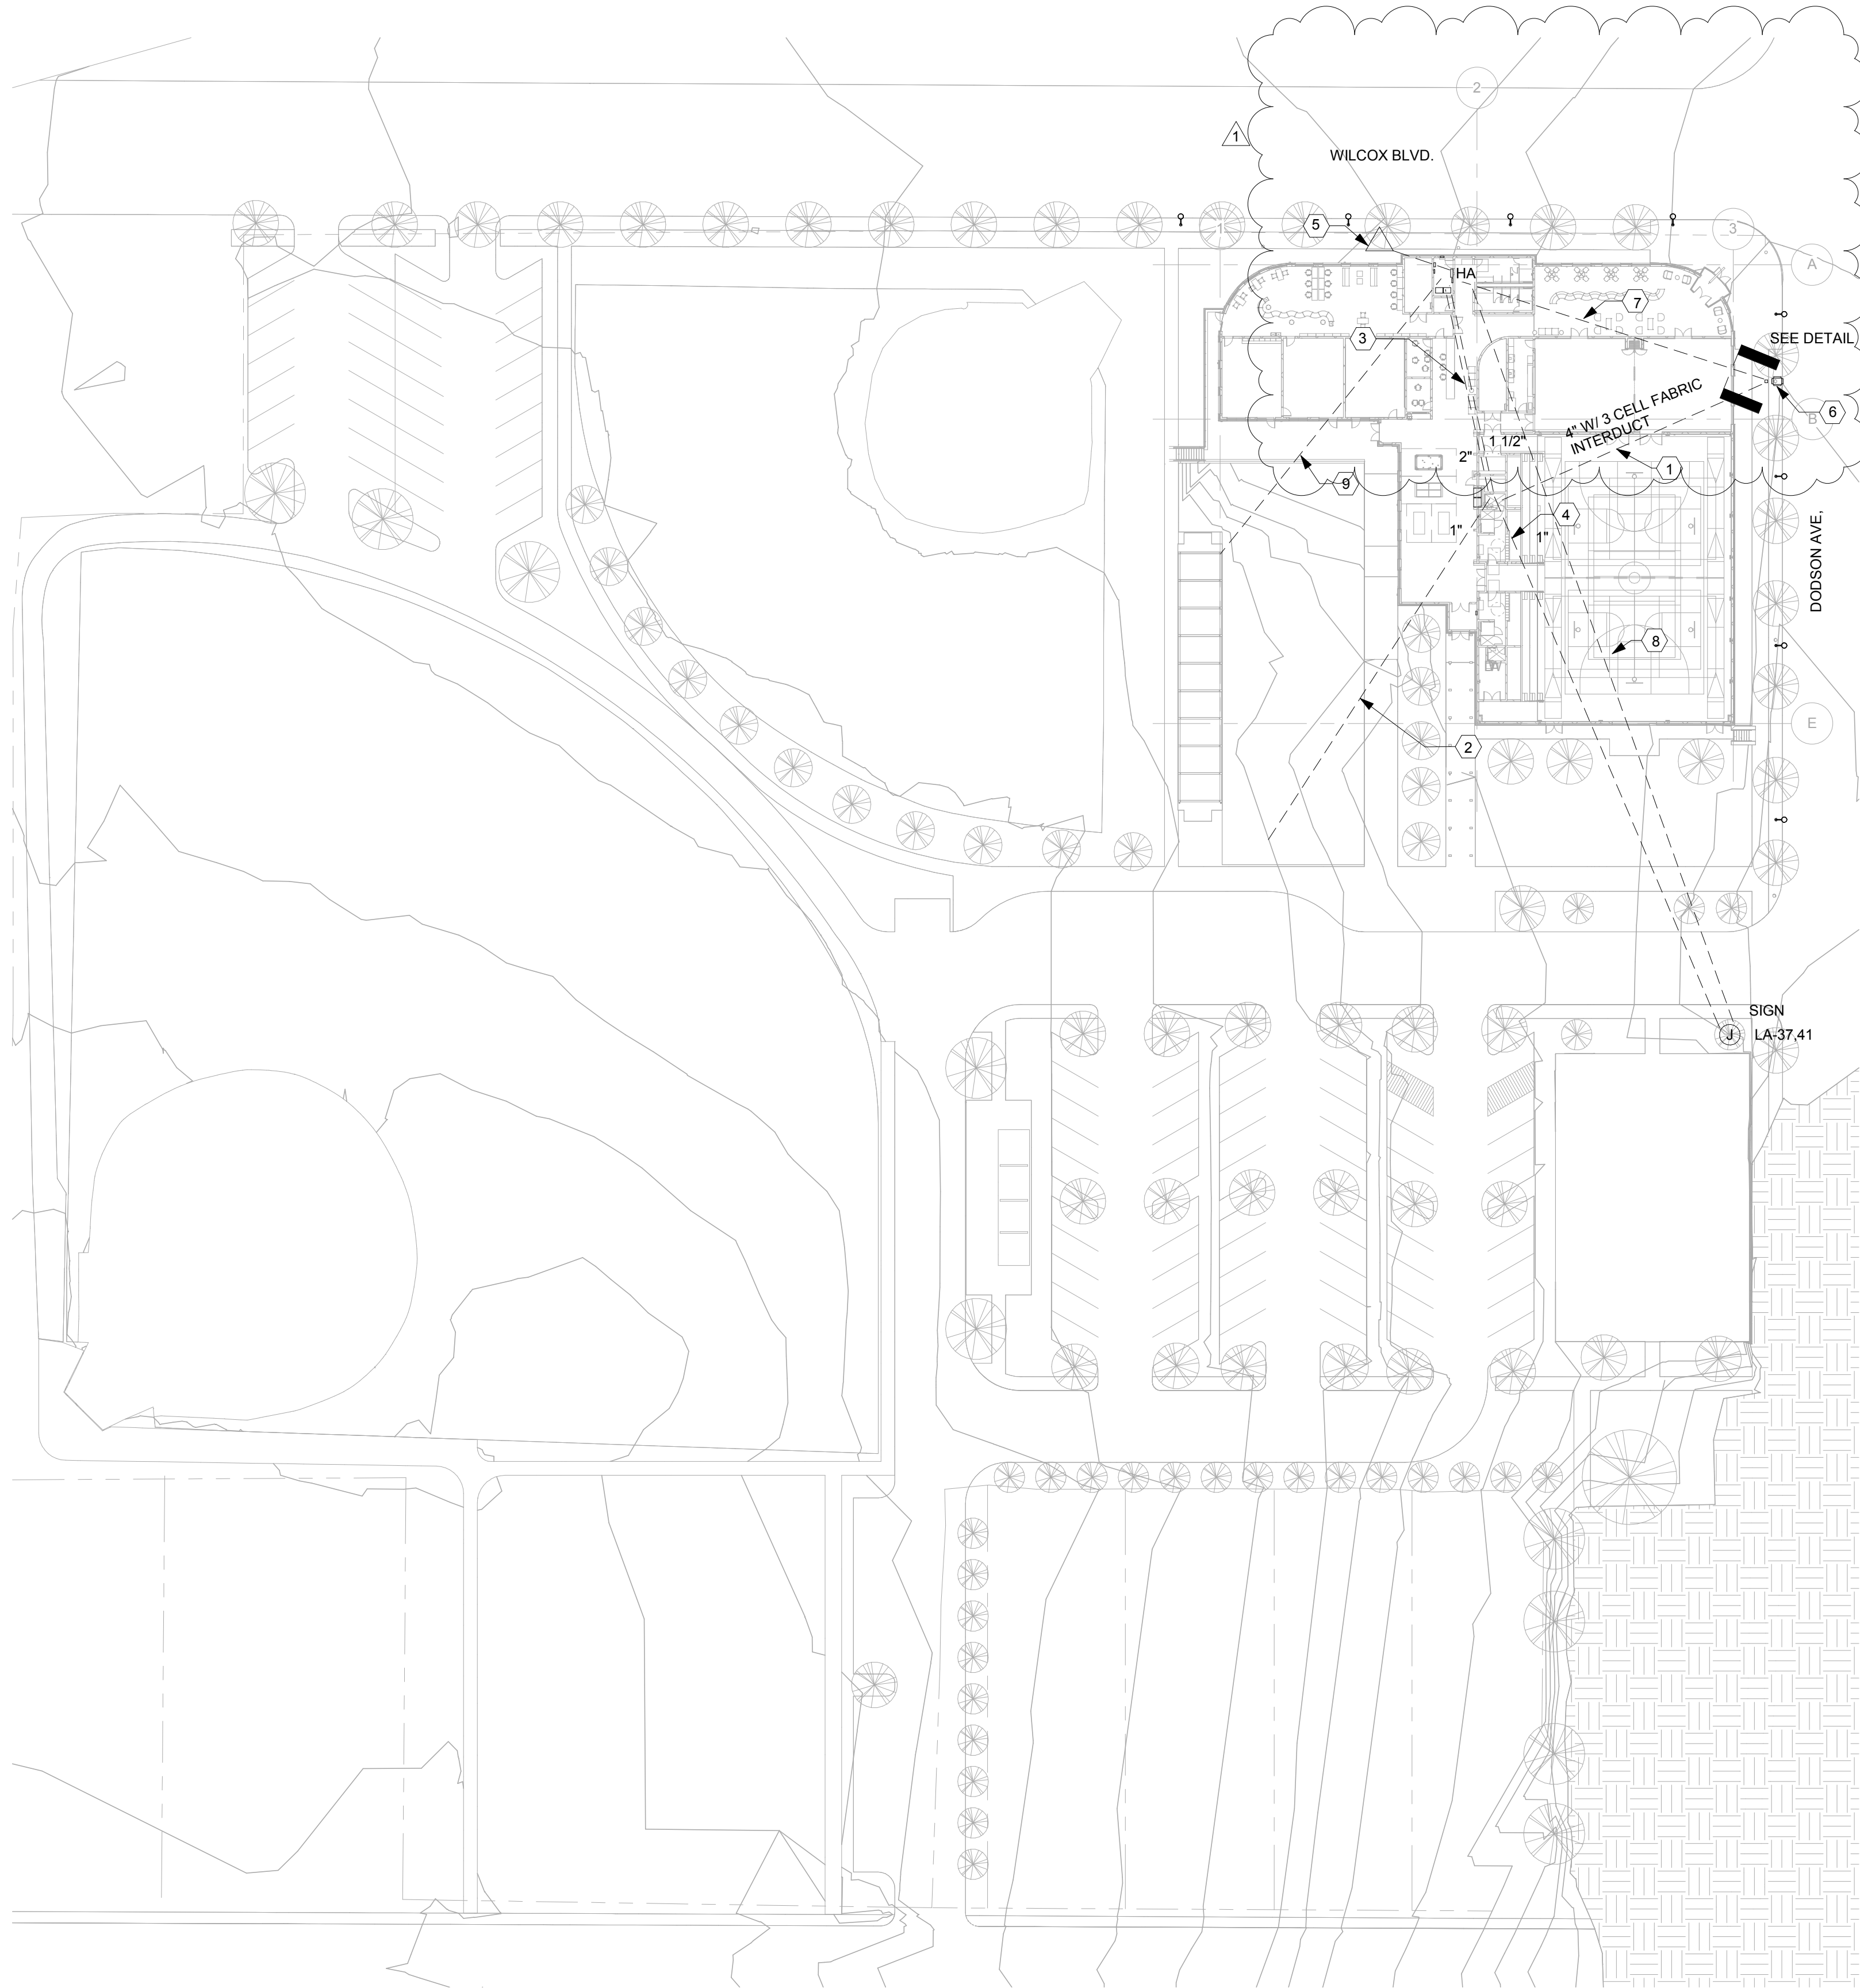 2
1
WILCOX BLVD.
5
1
3
A
HA
7
3
SEE DETAIL
6
B
4" W/ 3 CELL FABRIC
INTERDUCT
1 1/2"
2"
1
9
4
1"
1"
DODSON AVE,
8
E
2
SIGN
J
LA-37,41